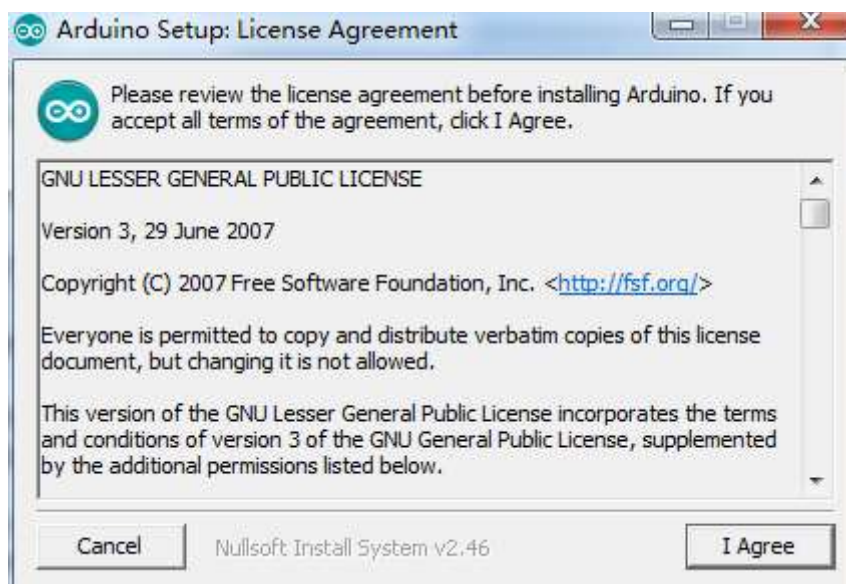 Arduino Setup: License Agreement
Please review the license agreement before installing Arduino. If you
accept all terms of the agreement, click I Agree.
GNU LESSER GENERAL PUBLIC LICENSE
Version 3, 29 June 2007
Copyright (C) 2007 Free Software Foundation, Inc. <http://fsf.org/>
Everyone is permitted to copy and distribute verbatim copies of this license
document, but changing it is not allowed.
This version of the GNU Lesser General Public License incorporates the terms
and conditions of version 3 of the GNU General Public License, supplemented
by the additional permissions listed below.
Cancel Nullsoft Install System v2.46 I Agree